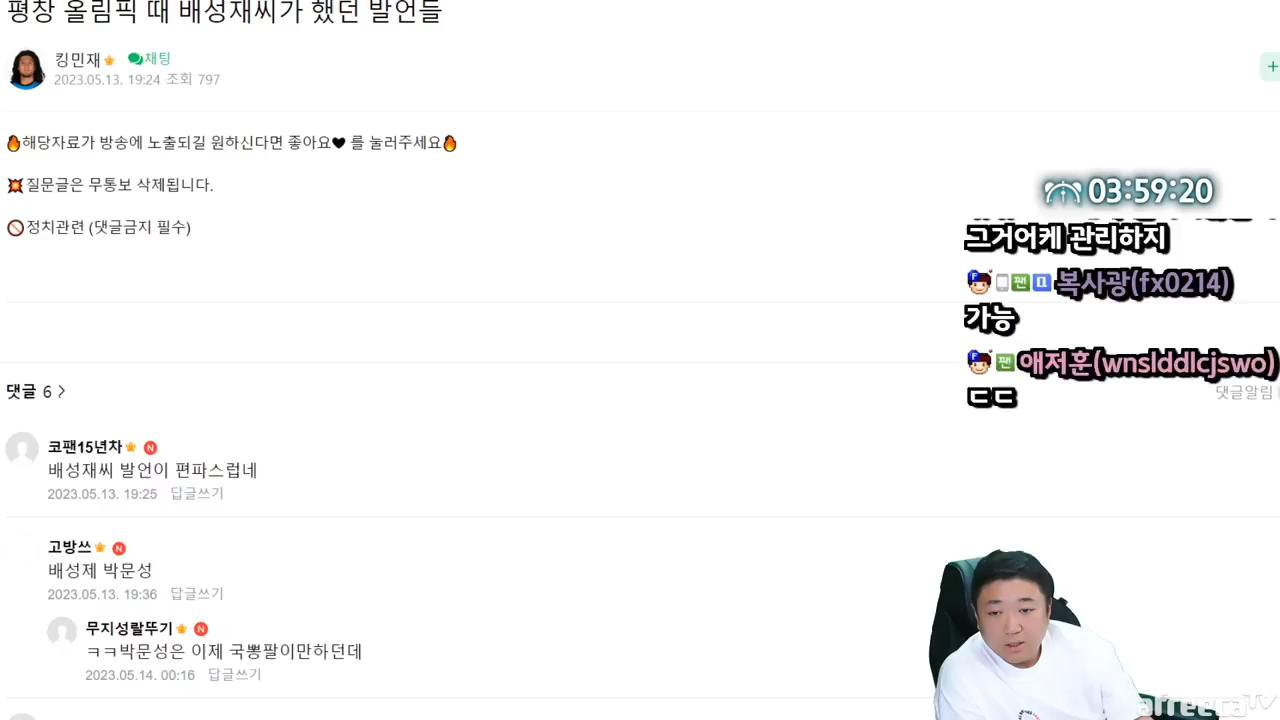 평창 올림픽 때 배성재씨가 했던 발언들
킹민재 채팅
2023.05.13. 19:24 조회 797
🔥해당자료가 방송에 노출되길 원하신다면 좋아요🖤 를 눌러주세요🔥
💥질문글은 무통보 삭제됩니다.
🚫정치관련 (댓글금지 필수)
03:59:20
그거어케 관리하지
F 팬 복사광(fx0214)
가능
F 팬 애저훈(wnslddlcjswo)
ㄷㄷ
댓글 6 >
댓글알림
코팬15년차 N
배성재씨 발언이 편파스럽네
2023.05.13. 19:25 답글쓰기
고방쓰 N
배성제 박문성
2023.05.13. 19:36 답글쓰기
무지성랄뚜기 N
ㅋㅋ박문성은 이제 국뽕팔이만하던데
2023.05.14. 00:16 답글쓰기
afreecaTV